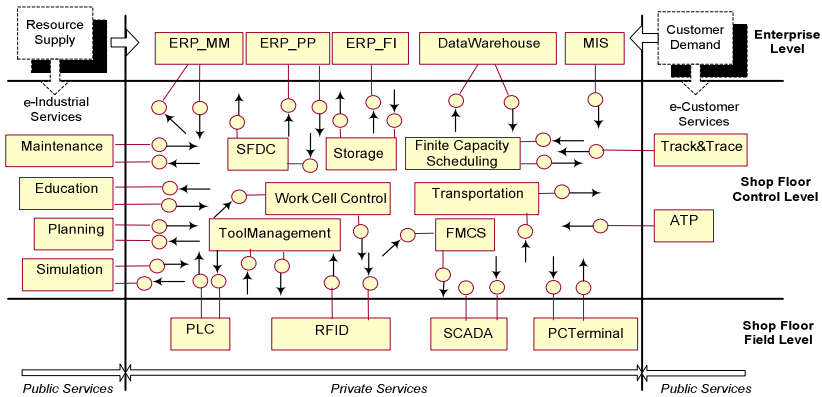 Resource
Supply
ERP_MM
ERP_PP
ERP_FI
DataWarehouse
MIS
Customer
Demand
Enterprise
Level
e-Industrial
Services
e-Customer
Services
Maintenance
SFDC
Storage
Finite Capacity
Scheduling
Track&Trace
Education
Work Cell Control
Transportation
Shop Floor
Control Level
Planning
ToolManagement
FMCS
ATP
Simulation
PLC
RFID
SCADA
PCTerminal
Shop Floor
Field Level
Public Services
Private Services
Public Services